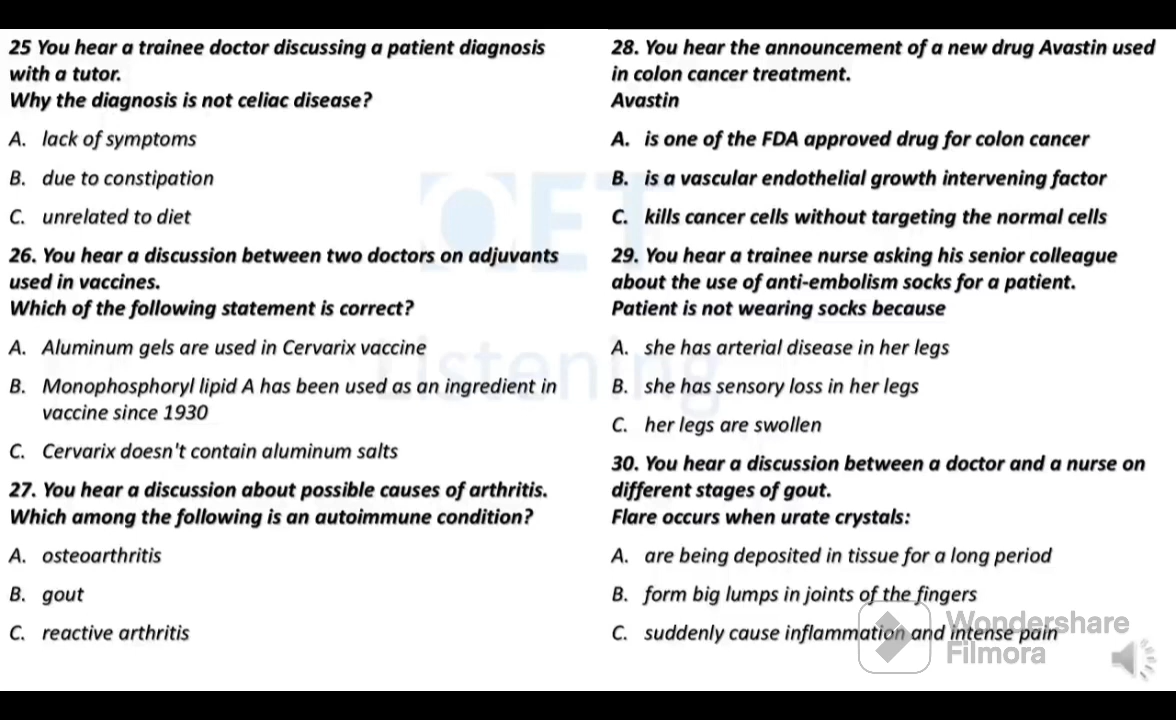 25 You hear a trainee doctor discussing a patient diagnosis
with a tutor.
Why the diagnosis is not celiac disease?
A. lack of symptoms
B. due to constipation
C. unrelated to diet
26. You hear a discussion between two doctors on adjuvants
used in vaccines.
Which of the following statement is correct?
A. Aluminum gels are used in Cervarix vaccine
B. Monophosphoryl lipid A has been used as an ingredient in
vaccine since 1930
C. Cervarix doesn't contain aluminum salts
27. You hear a discussion about possible causes of arthritis.
Which among the following is an autoimmune condition?
A. osteoarthritis
B. gout
C. reactive arthritis
28. You hear the announcement of a new drug Avastin used
in colon cancer treatment.
Avastin
A. is one of the FDA approved drug for colon cancer
B. is a vascular endothelial growth intervening factor
C. kills cancer cells without targeting the normal cells
29. You hear a trainee nurse asking his senior colleague
about the use of anti-embolism socks for a patient.
Patient is not wearing socks because
A. she has arterial disease in her legs
B. she has sensory loss in her legs
C. her legs are swollen
30. You hear a discussion between a doctor and a nurse on
different stages of gout.
Flare occurs when urate crystals:
A. are being deposited in tissue for a long period
B. form big lumps in joints of the fingers
C. suddenly cause inflammation and intense pain
OET
Listening
Wondershare
Filmora